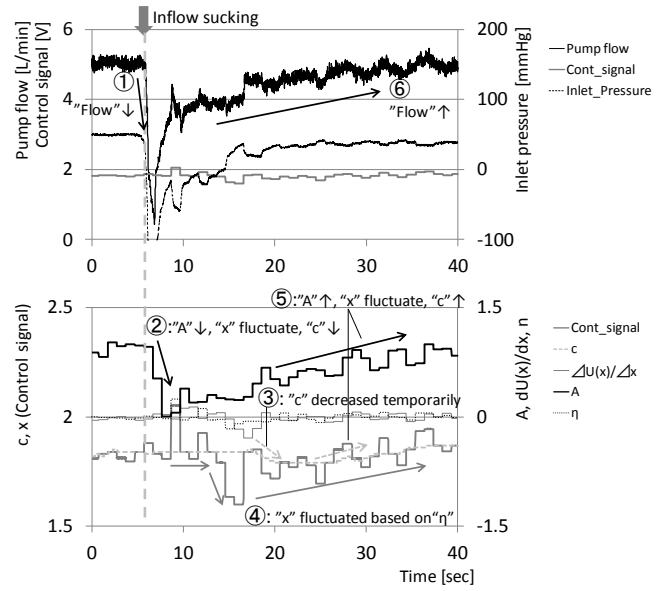 Inflow sucking
Pump flow [L/min]
Control signal [V]
6
4
2
0
200
150
100
50
0
-50
-100
Inlet pressure [mmHg]
Pump flow
Cont_signal
Inlet_Pressure
①
"Flow"↓
⑥
"Flow"↑
0 10 20 30 40
c, x (Control signal)
2.5
2
1.5
1.5
0
-1.5
A, dU(x)/dx, n
⑤:"A"↑, "x" fluctuate, "c"↑
②:"A"↓, "x" fluctuate, "c"↓
③: "c" decreased temporarily
④: "x" fluctuated based on"η"
Cont_signal
c
⊿U(x)/⊿x
A
η
0 10 20 30 40
Time [sec]